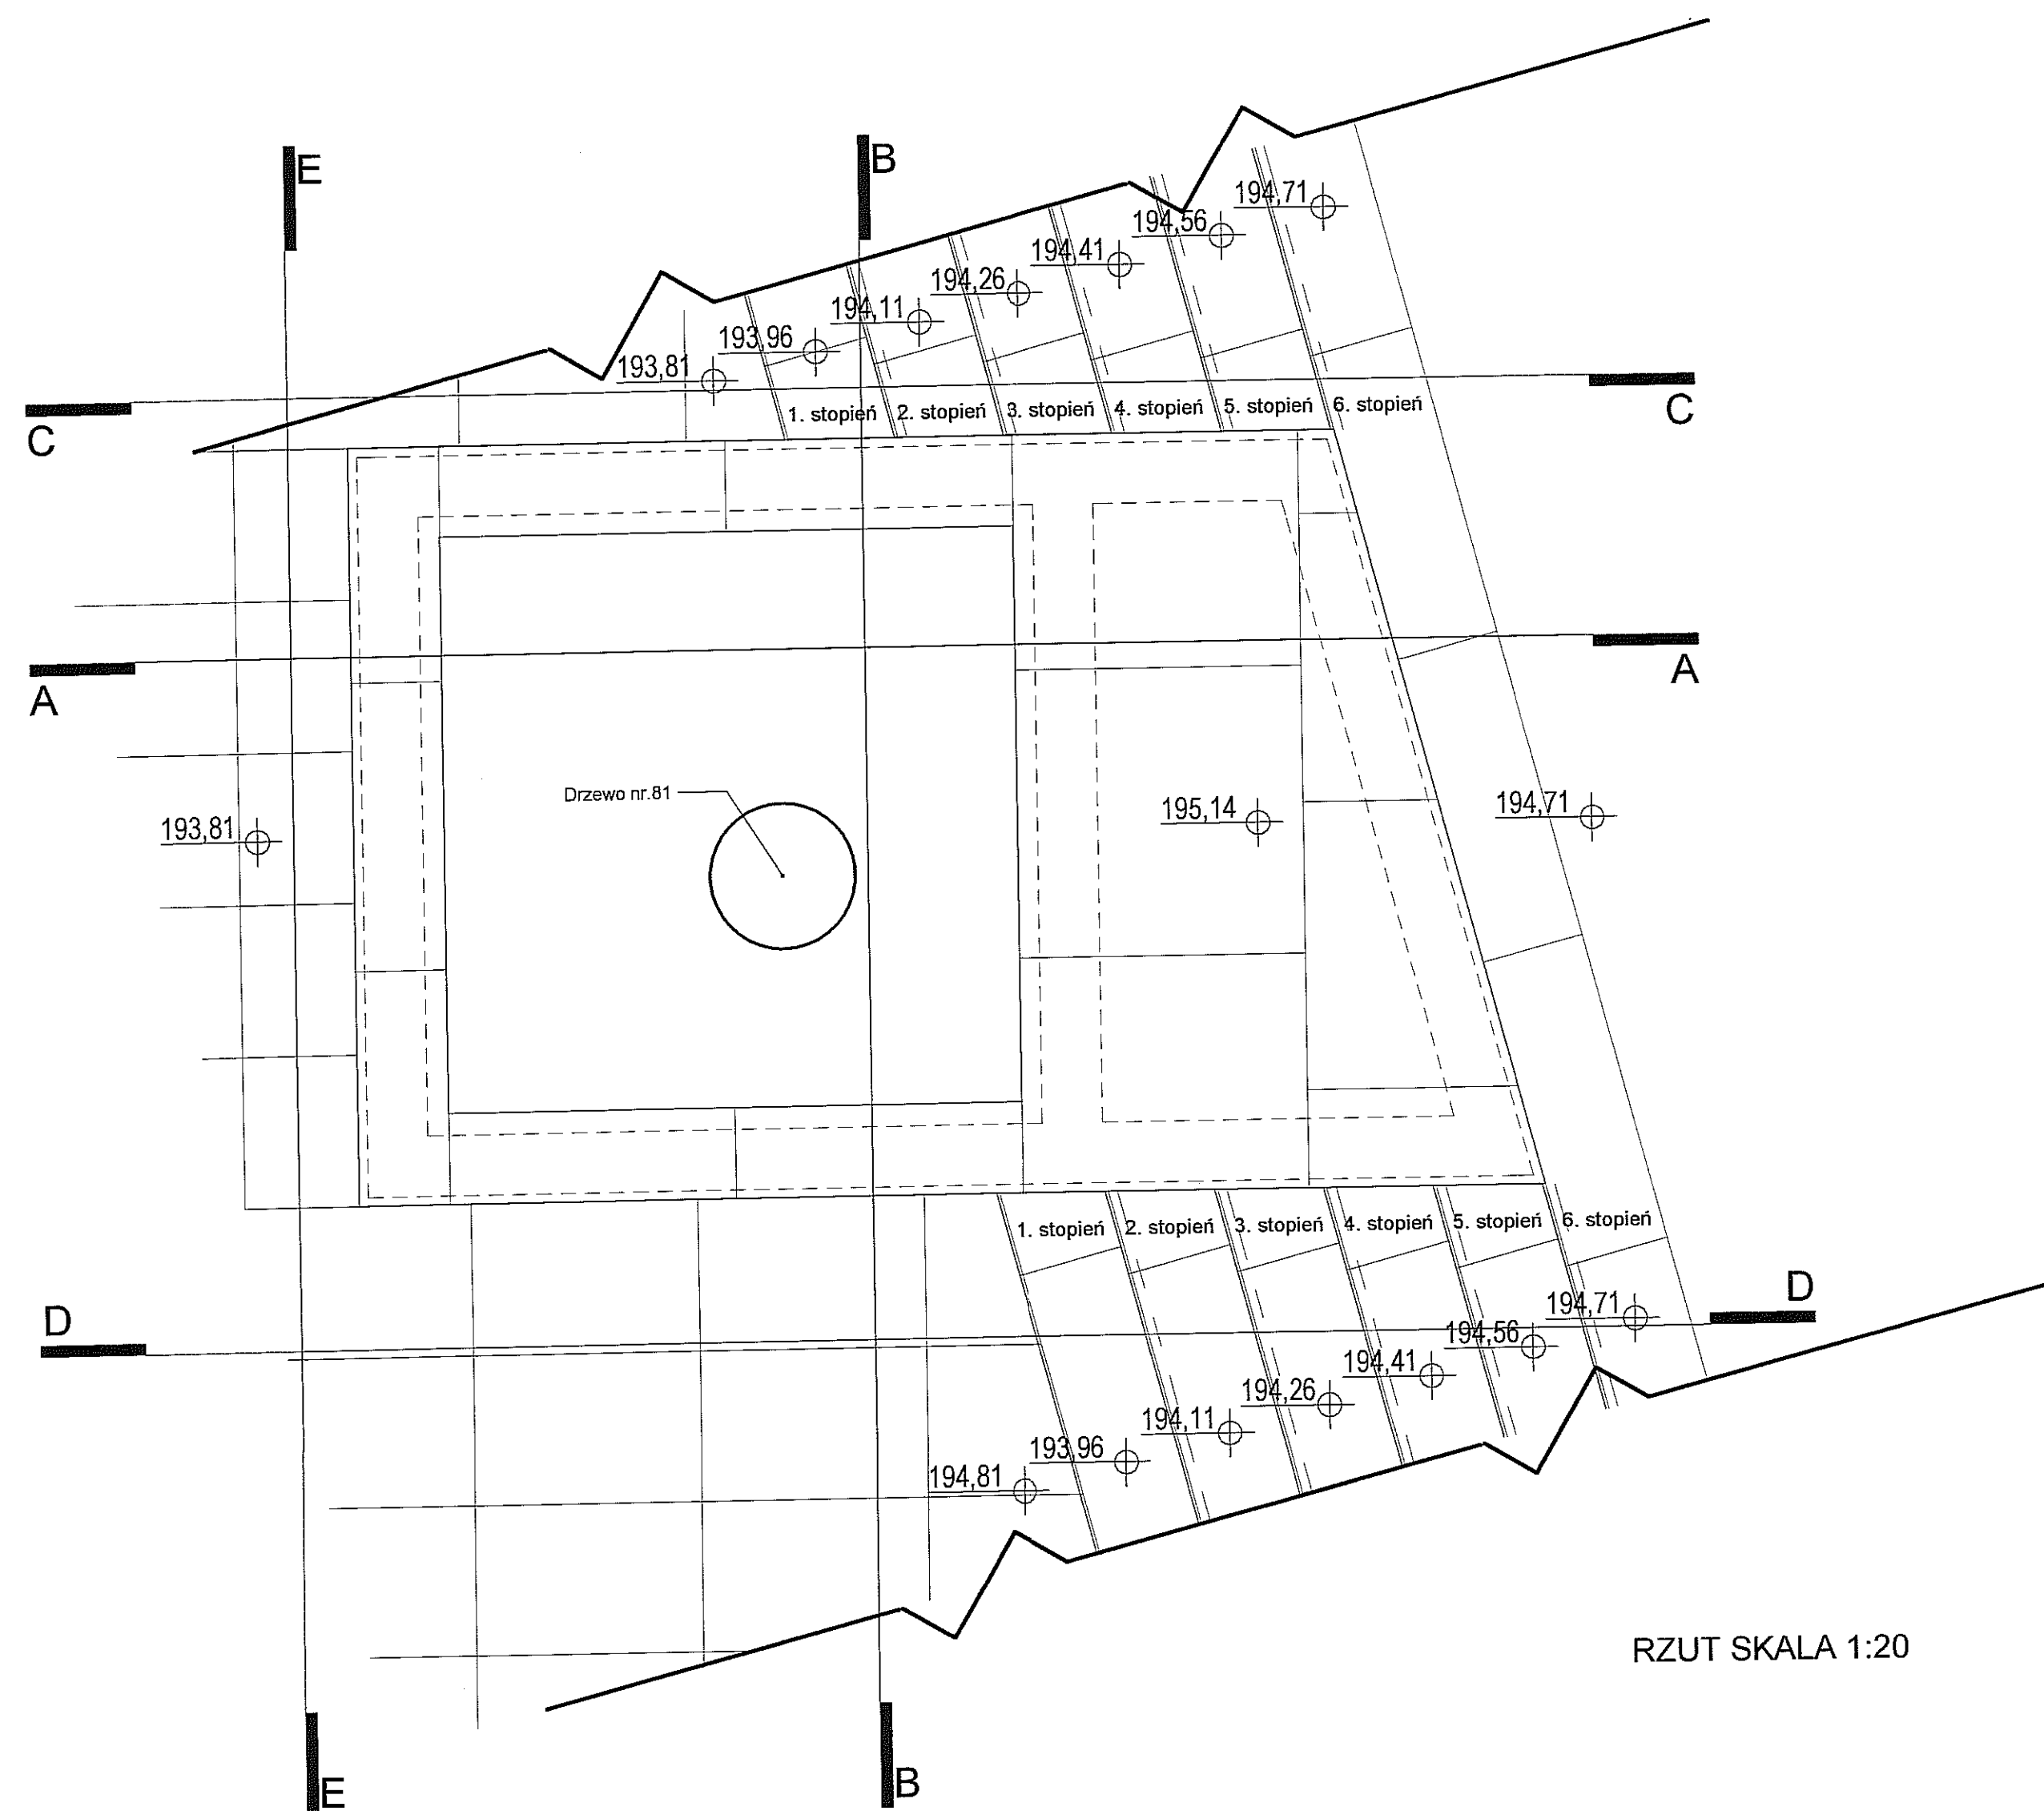 E
B
194,71
194,56
194,41
194,26
194,11
193,96
193,81
C
C
1. stopień
2. stopień
3. stopień
4. stopień
5. stopień
6. stopień
A
A
Drzewo nr.81
193,81
195,14
194,71
1. stopień
2. stopień
3. stopień
4. stopień
5. stopień
6. stopień
D
D
194,71
194,56
194,41
194,26
194,11
193,96
194,81
RZUT SKALA 1:20
E
B